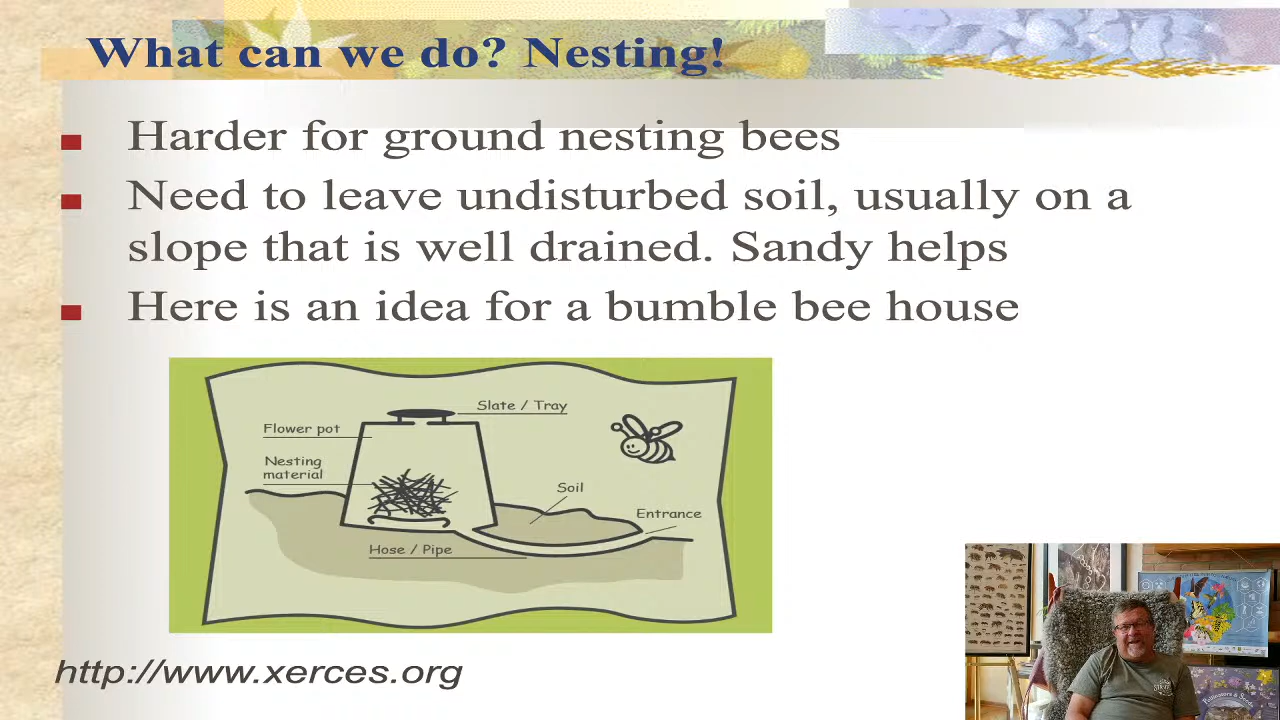 What can we do? Nesting!
Harder for ground nesting bees
Need to leave undisturbed soil, usually on a
slope that is well drained. Sandy helps
Here is an idea for a bumble bee house
Slate / Tray
Flower pot
Nesting
material
Soil
Entrance
Hose / Pipe
http://www.xerces.org